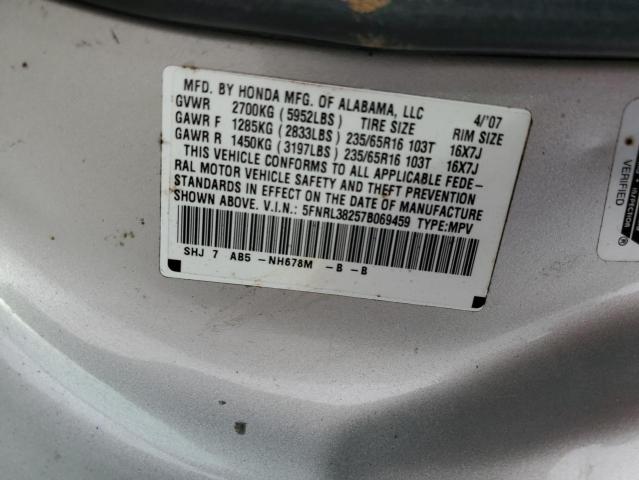 MFD. BY HONDA MFG. OF ALABAMA, LLC 4/'07
GVWR 2700KG (5952LBS) TIRE SIZE RIM SIZE
GAWR F 1285KG (2833LBS) 235/65R16 103T 16X7J
GAWR R 1450KG (3197LBS) 235/65R16 103T 16X7J
THIS VEHICLE CONFORMS TO ALL APPLICABLE FEDE-
RAL MOTOR VEHICLE SAFETY AND THEFT PREVENTION
STANDARDS IN EFFECT ON THE DATE OF MANUFACTURE
SHOWN ABOVE. V.I.N.: 5FNRL38257B069459 TYPE:MPV
SHJ 7 AB5 -NH678M -B -B
VERIFIED
®